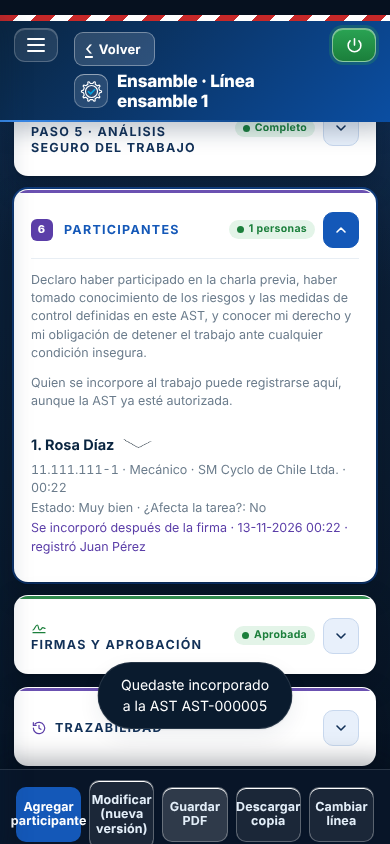 Volver
Ensamble · Línea
ensamble 1
PASO 5 · ANÁLISIS
SEGURO DEL TRABAJO
Completo
6
PARTICIPANTES
1 personas
Declaro haber participado en la charla previa, haber
tomado conocimiento de los riesgos y las medidas de
control definidas en este AST, y conocer mi derecho y
mi obligación de detener el trabajo ante cualquier
condición insegura.
Quien se incorpore al trabajo puede registrarse aquí,
aunque la AST ya esté autorizada.
1. Rosa Díaz
11.111.111-1 · Mecánico · SM Cyclo de Chile Ltda. ·
00:22
Estado: Muy bien · ¿Afecta la tarea?: No
Se incorporó después de la firma · 13-11-2026 00:22 ·
registró Juan Pérez
FIRMAS Y APROBACIÓN
Aprobada
Quedaste incorporado
a la AST AST-000005
TRAZABILIDAD
Agregar
participante
Modificar
(nueva
versión)
Guardar
PDF
Descargar
copia
Cambiar
línea